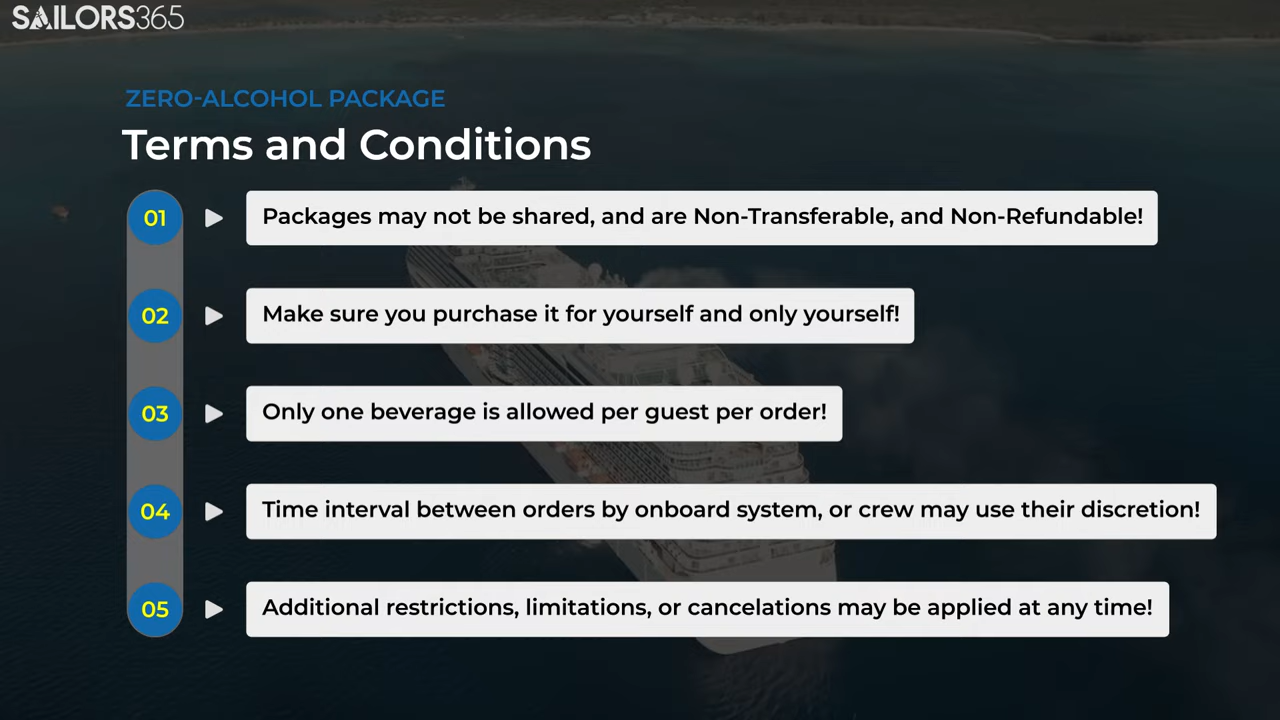 SAILORS365
ZERO-ALCOHOL PACKAGE
Terms and Conditions
01
Packages may not be shared, and are Non-Transferable, and Non-Refundable!
02
Make sure you purchase it for yourself and only yourself!
03
Only one beverage is allowed per guest per order!
04
Time interval between orders by onboard system, or crew may use their discretion!
05
Additional restrictions, limitations, or cancelations may be applied at any time!